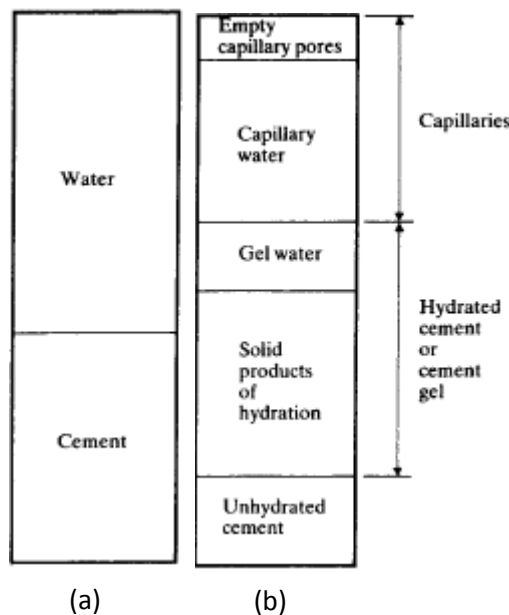 Water
Cement
Empty
capillary pores
Capillary
water
Gel water
Solid
products
of
hydration
Unhydrated
cement
Capillaries
Hydrated
cement
or
cement
gel
(a)
(b)